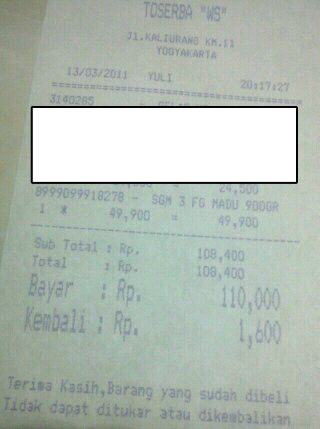 TOSERBA "WS"
Jl.KALIURANG KM.11
YOGYAKARTA
13/03/2011 YULI 20:17:27
3140285
= 24,500
8999099918278 - SGM 3 FG MADU 900GR
1 * 49,900 = 49,900
Sub Total : Rp. 108,400
Total : Rp. 108,400
Bayar : Rp. 110,000
Kembali : Rp. 1,600
Terima Kasih,Barang yang sudah dibeli
Tidak dapat ditukar atau dikembalikan